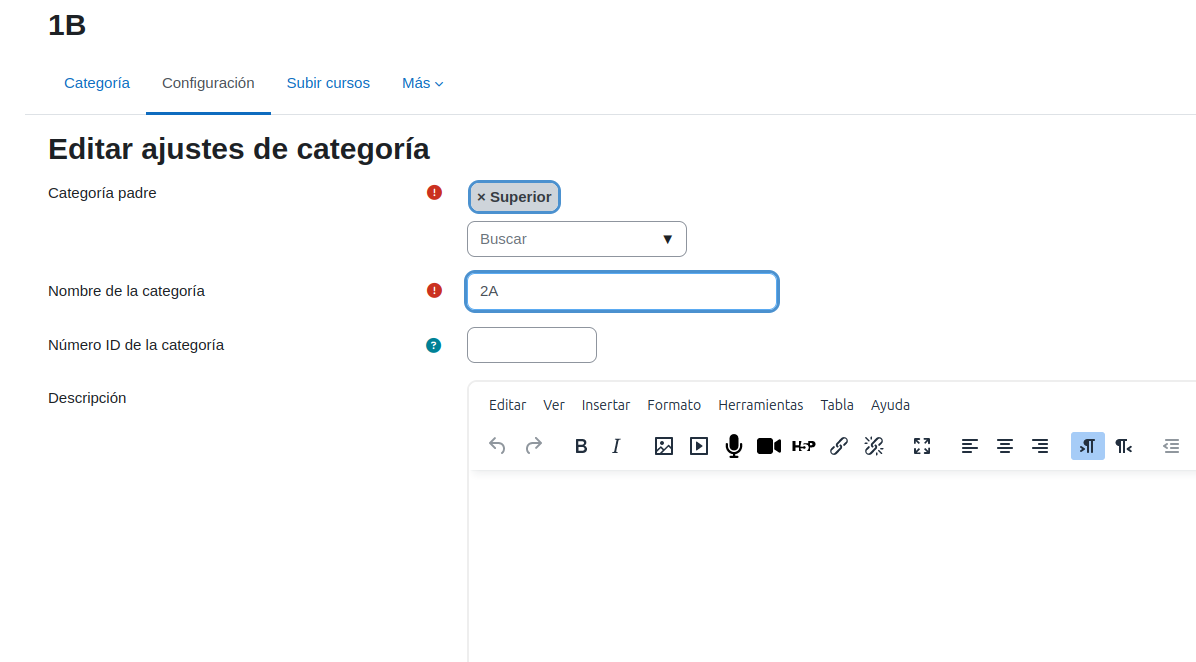 1B
Categoría Configuración Subir cursos Más
Editar ajustes de categoría
Categoría padre
× Superior
Buscar ▼
Nombre de la categoría
2A
Número ID de la categoría
Descripción
Editar Ver Insertar Formato Herramientas Tabla Ayuda
B I H-P